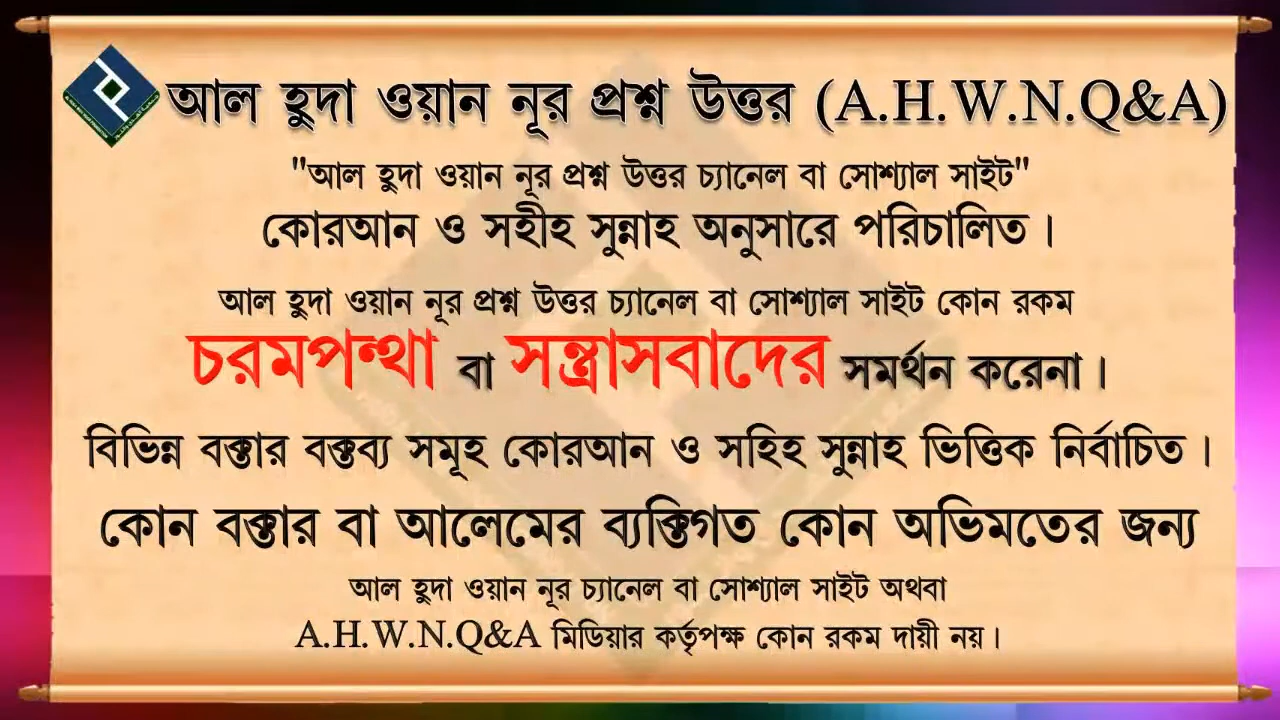 আল হুদা ওয়ান নূর প্রশ্ন উত্তর (A.H.W.N.Q&A)
"আল হুদা ওয়ান নূর প্রশ্ন উত্তর চ্যানেল বা সোশ্যাল সাইট"
কোরআন ও সহীহ সুন্নাহ অনুসারে পরিচালিত।
আল হুদা ওয়ান নূর প্রশ্ন উত্তর চ্যানেল বা সোশ্যাল সাইট কোন রকম
চরমপন্থা বা সন্ত্রাসবাদের সমর্থন করেনা।
বিভিন্ন বক্তার বক্তব্য সমূহ কোরআন ও সহিহ সুন্নাহ ভিত্তিক নির্বাচিত।
কোন বক্তার বা আলেমের ব্যক্তিগত কোন অভিমতের জন্য
আল হুদা ওয়ান নূর চ্যানেল বা সোশ্যাল সাইট অথবা
A.H.W.N.Q&A মিডিয়ার কর্তৃপক্ষ কোন রকম দায়ী নয়।